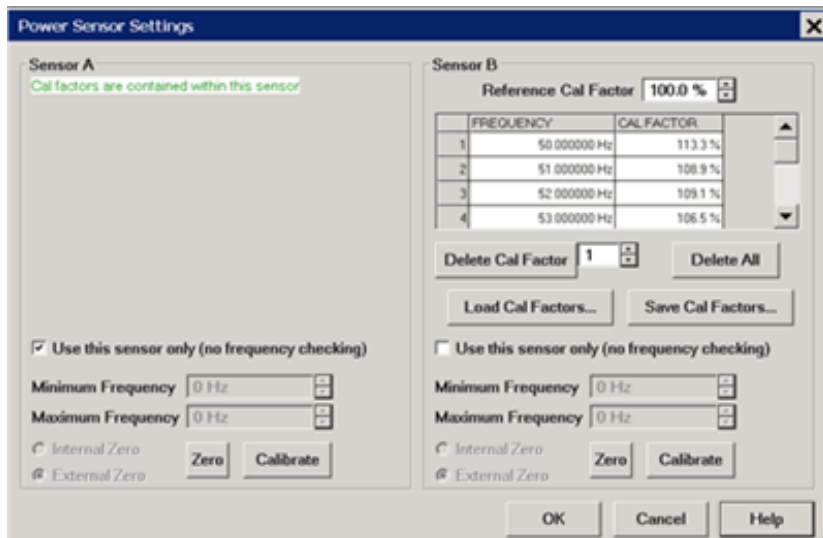 Power Sensor Settings
Sensor A
Cal factors are contained within this sensor
Use this sensor only (no frequency checking)
Minimum Frequency 0 Hz
Maximum Frequency 0 Hz
Internal Zero
External Zero
Zero
Calibrate
Sensor B
Reference Cal Factor 100.0 %
FREQUENCY CAL FACTOR
1 50.000000 Hz 113.3 %
2 51.000000 Hz 108.9 %
3 52.000000 Hz 109.1 %
4 53.000000 Hz 106.5 %
Delete Cal Factor 1 Delete All
Load Cal Factors... Save Cal Factors...
Use this sensor only (no frequency checking)
Minimum Frequency 0 Hz
Maximum Frequency 0 Hz
Internal Zero
External Zero
Zero
Calibrate
OK Cancel Help